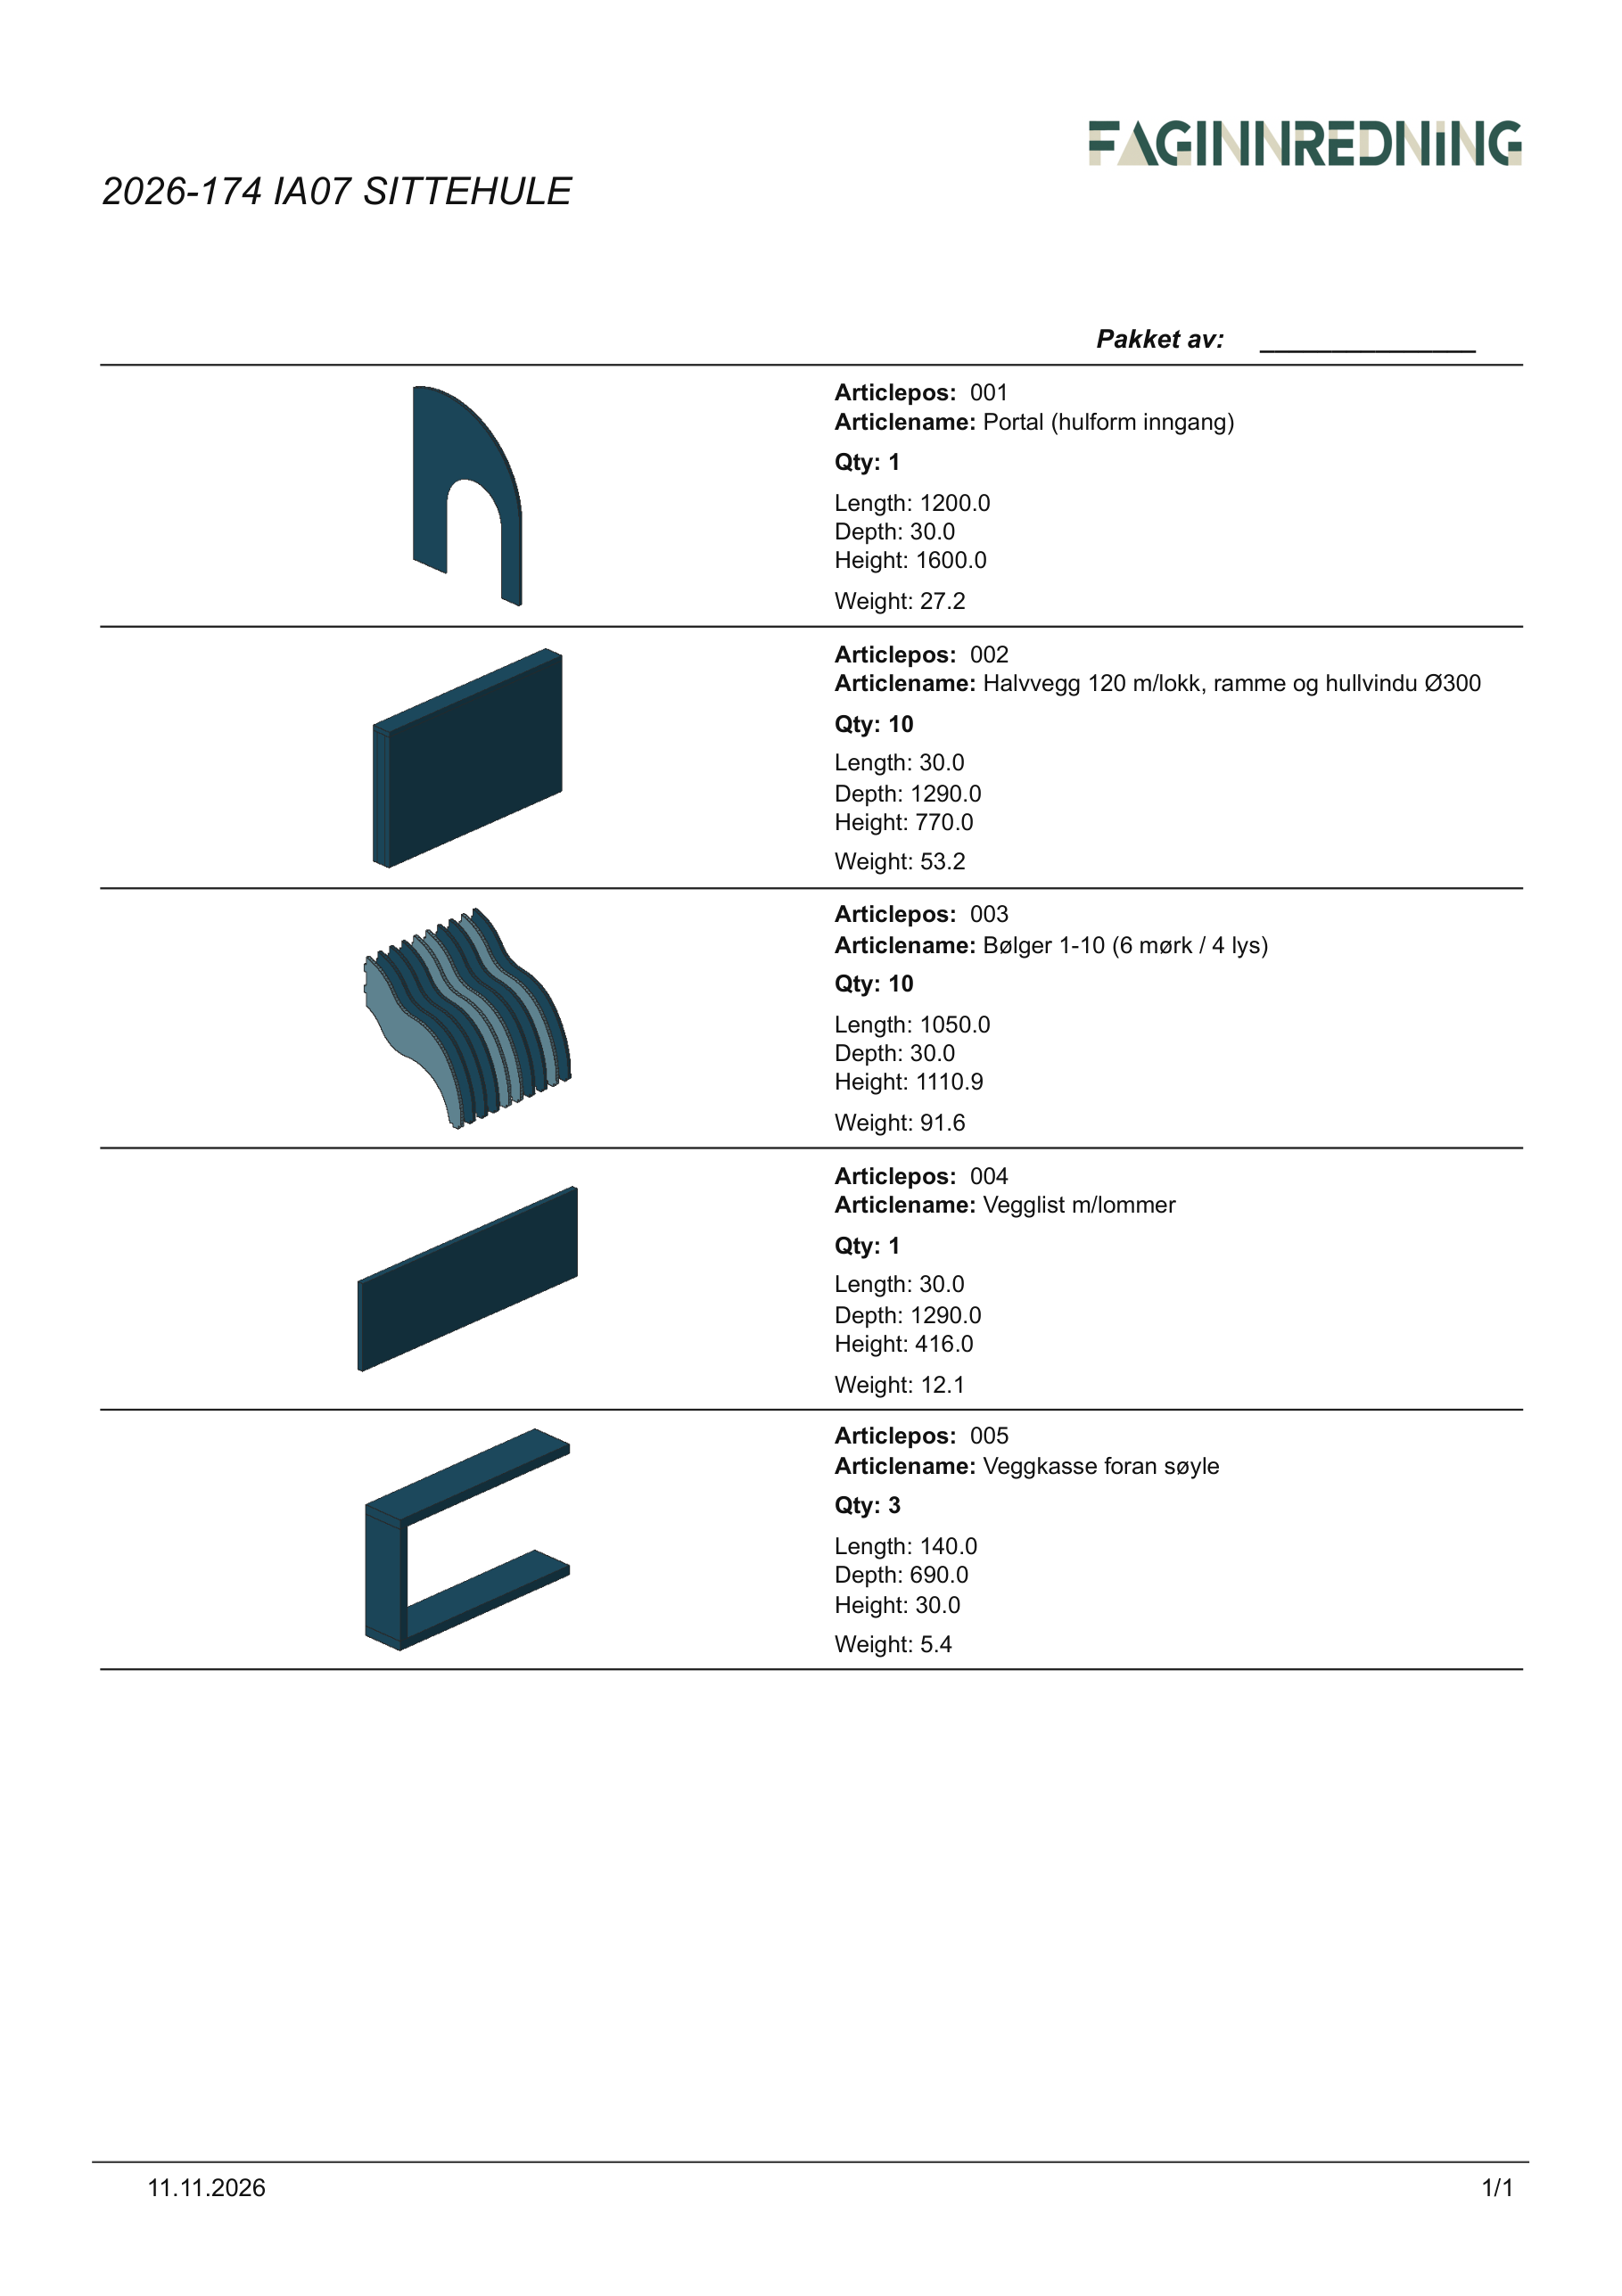 FAGINNREDNING
2026-174 IA07 SITTEHULE
Pakket av: ________________
Articlepos: 001
Articlename: Portal (hulform inngang)
Qty: 1
Length: 1200.0
Depth: 30.0
Height: 1600.0
Weight: 27.2
Articlepos: 002
Articlename: Halvvegg 120 m/lokk, ramme og hullvindu Ø300
Qty: 10
Length: 30.0
Depth: 1290.0
Height: 770.0
Weight: 53.2
Articlepos: 003
Articlename: Bølger 1-10 (6 mørk / 4 lys)
Qty: 10
Length: 1050.0
Depth: 30.0
Height: 1110.9
Weight: 91.6
Articlepos: 004
Articlename: Vegglist m/lommer
Qty: 1
Length: 30.0
Depth: 1290.0
Height: 416.0
Weight: 12.1
Articlepos: 005
Articlename: Veggkasse foran søyle
Qty: 3
Length: 140.0
Depth: 690.0
Height: 30.0
Weight: 5.4
11.11.2026
1/1